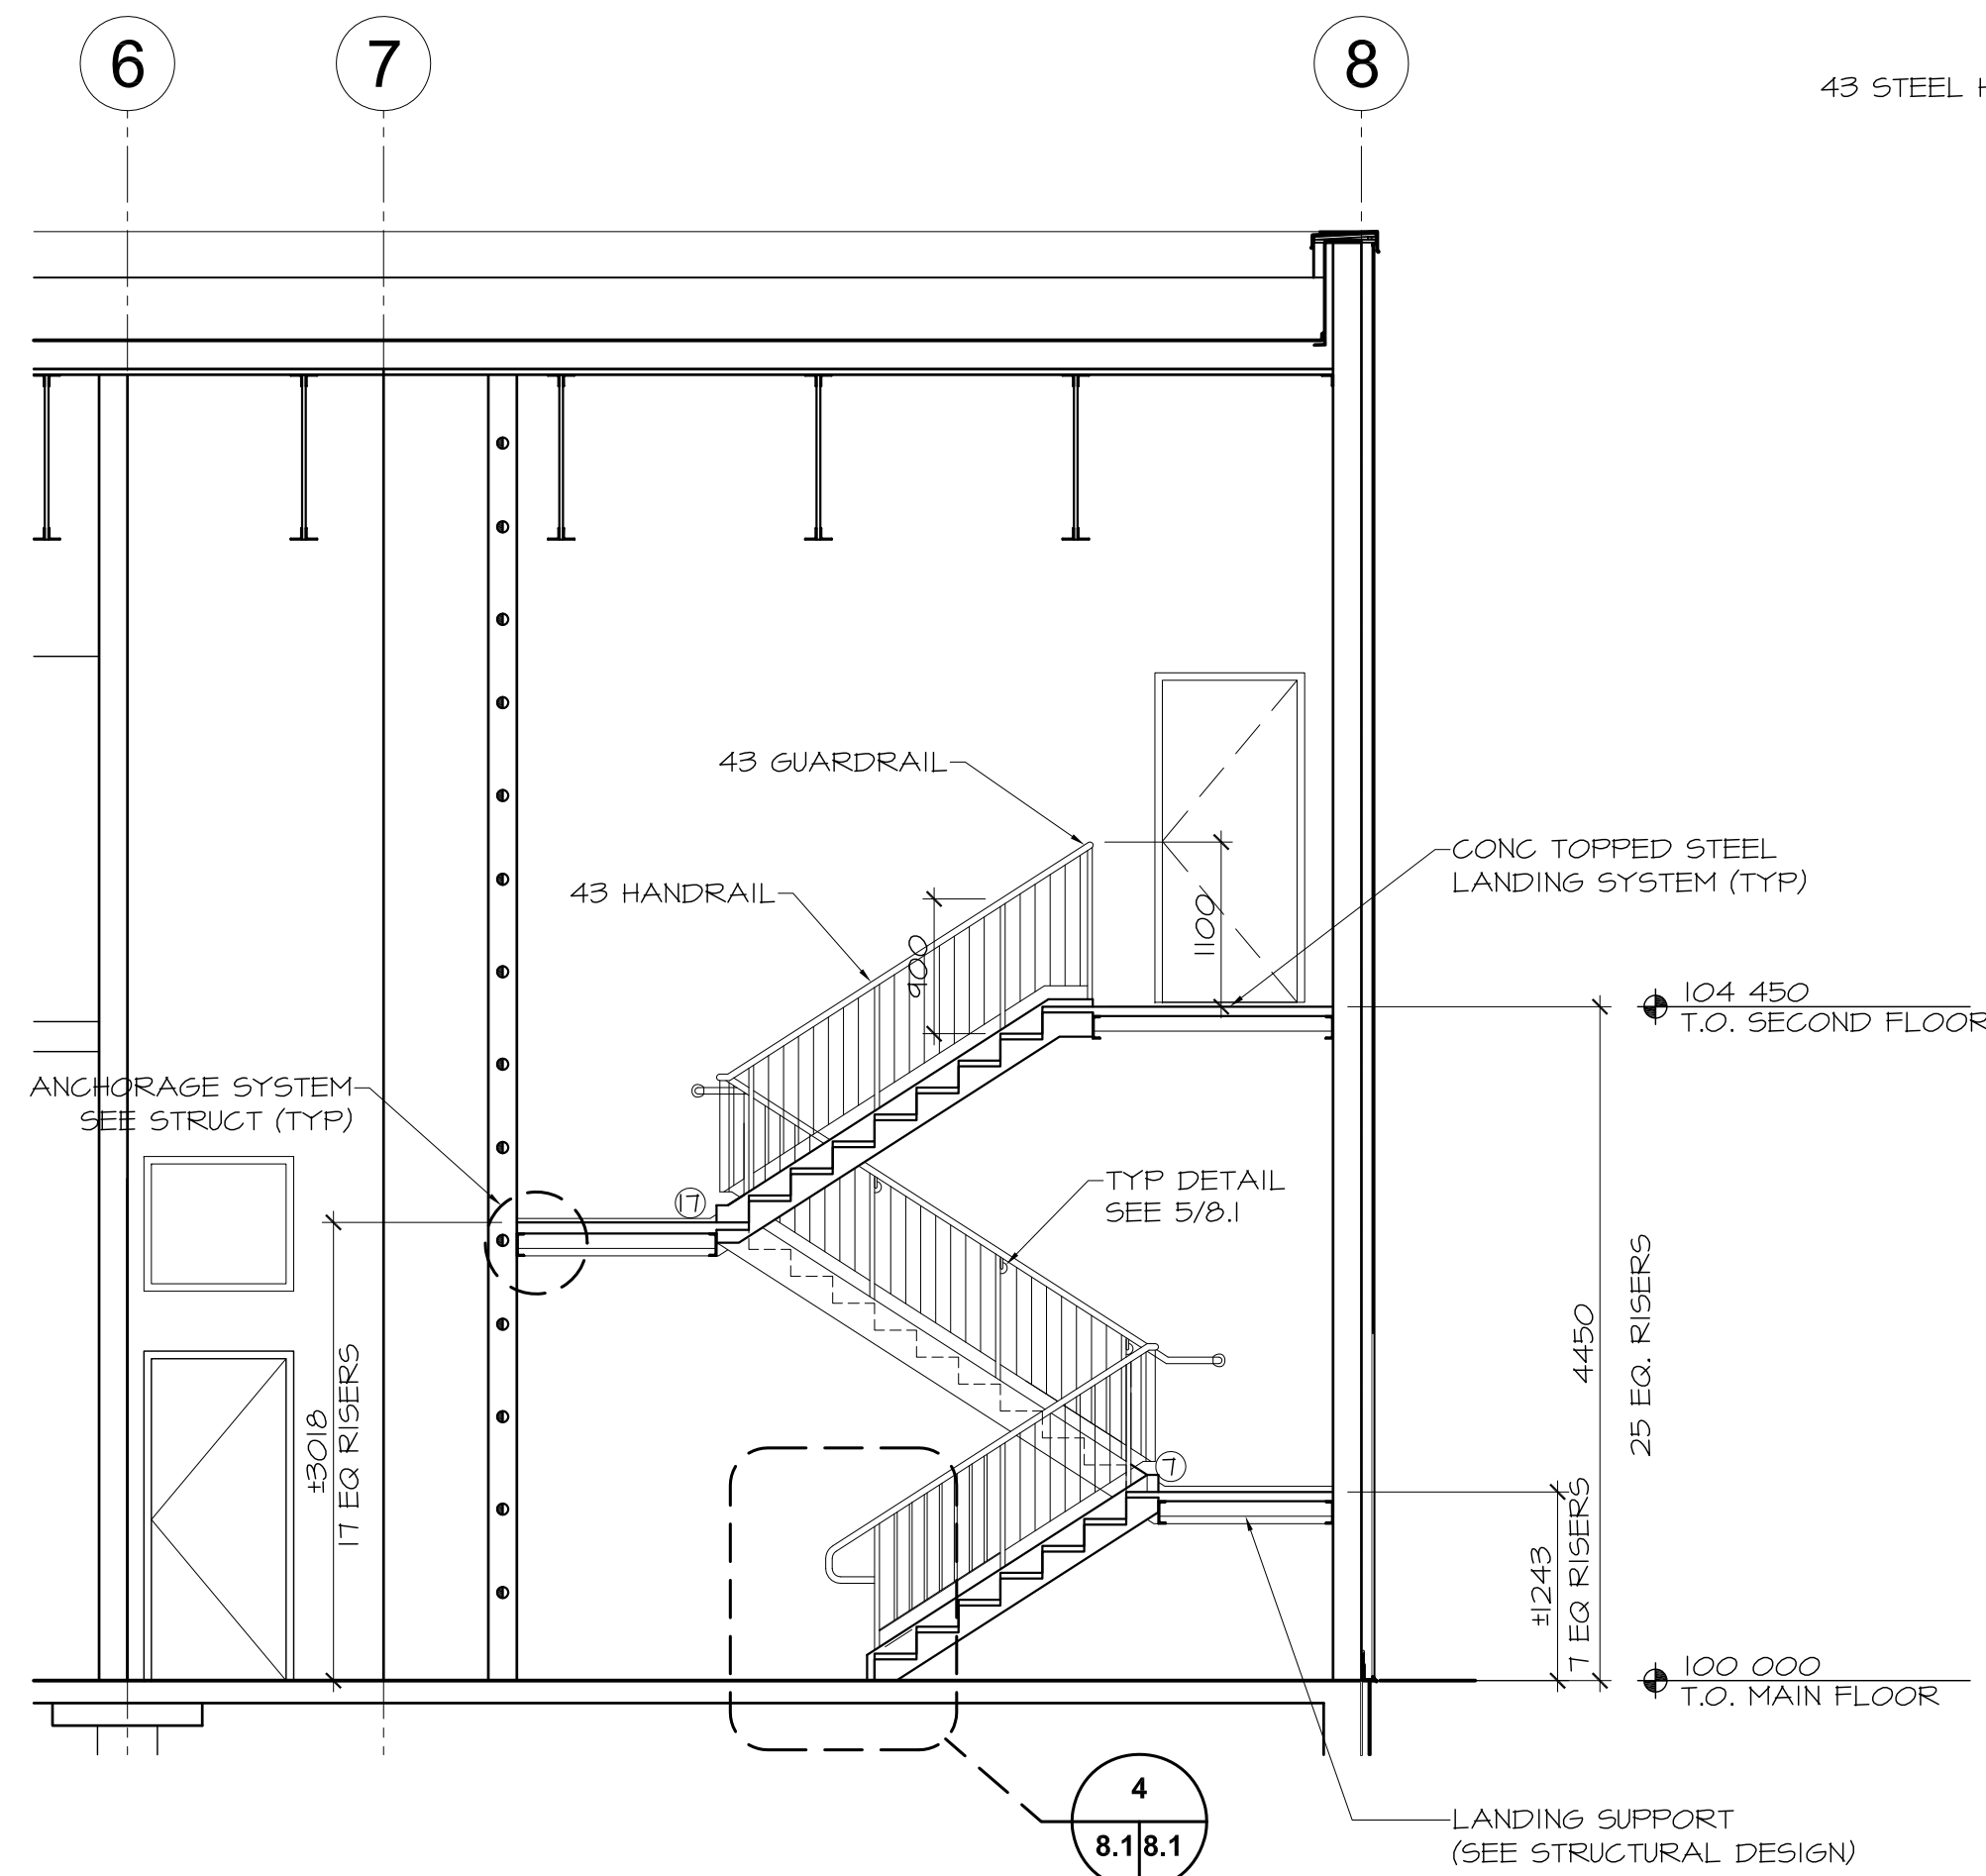 6
7
8
43 STEEL H
43 GUARDRAIL
43 HANDRAIL
900
1100
CONC TOPPED STEEL
LANDING SYSTEM (TYP)
104 450
T.O. SECOND FLOOR
ANCHORAGE SYSTEM
SEE STRUCT (TYP)
17
TYP DETAIL
SEE 5/8.1
±3018
17 EQ RISERS
7
4450
25 EQ. RISERS
±1243
7 EQ RISERS
100 000
T.O. MAIN FLOOR
4
8.1 8.1
LANDING SUPPORT
(SEE STRUCTURAL DESIGN)